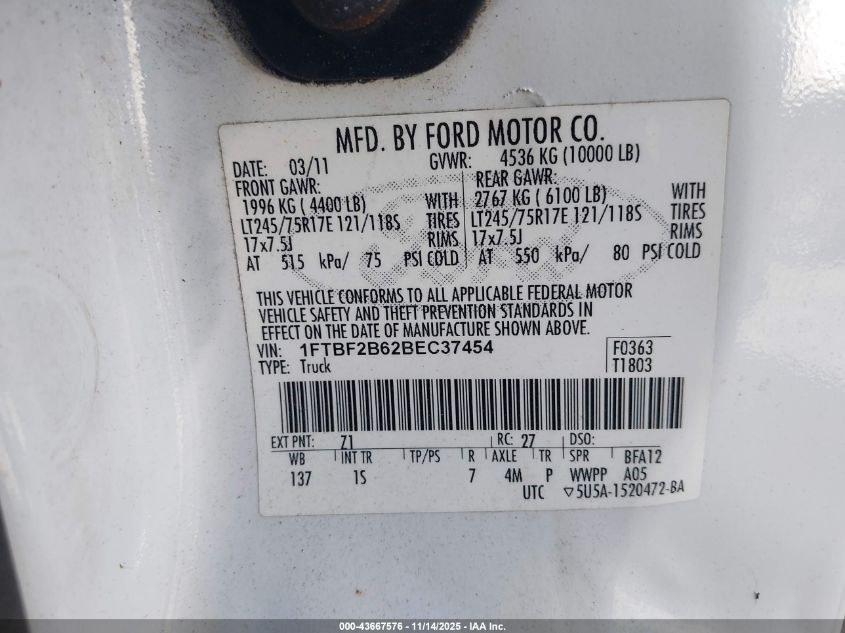 MFD. BY FORD MOTOR CO.
DATE: 03/11 GVWR: 4536 KG (10000 LB)
FRONT GAWR: REAR GAWR:
1996 KG ( 4400 LB) WITH 2767 KG ( 6100 LB) WITH
LT245/75R17E 121/118S TIRES LT245/75R17E 121/118S TIRES
17x7.5J RIMS 17x7.5J RIMS
AT 515 kPa/ 75 PSI COLD AT 550 kPa/ 80 PSI COLD
THIS VEHICLE CONFORMS TO ALL APPLICABLE FEDERAL MOTOR
VEHICLE SAFETY AND THEFT PREVENTION STANDARDS IN
EFFECT ON THE DATE OF MANUFACTURE SHOWN ABOVE.
VIN: 1FTBF2B62BEC37454 F0363
TYPE: Truck T1803
EXT PNT: Z1 RC: 27 DSO:
WB INT TR TP/PS R AXLE TR SPR BFA12
137 1S 7 4M P WWPP A05
UTC ▽5U5A-1520472-BA
000-43667576 - 11/14/2025 - IAA Inc.